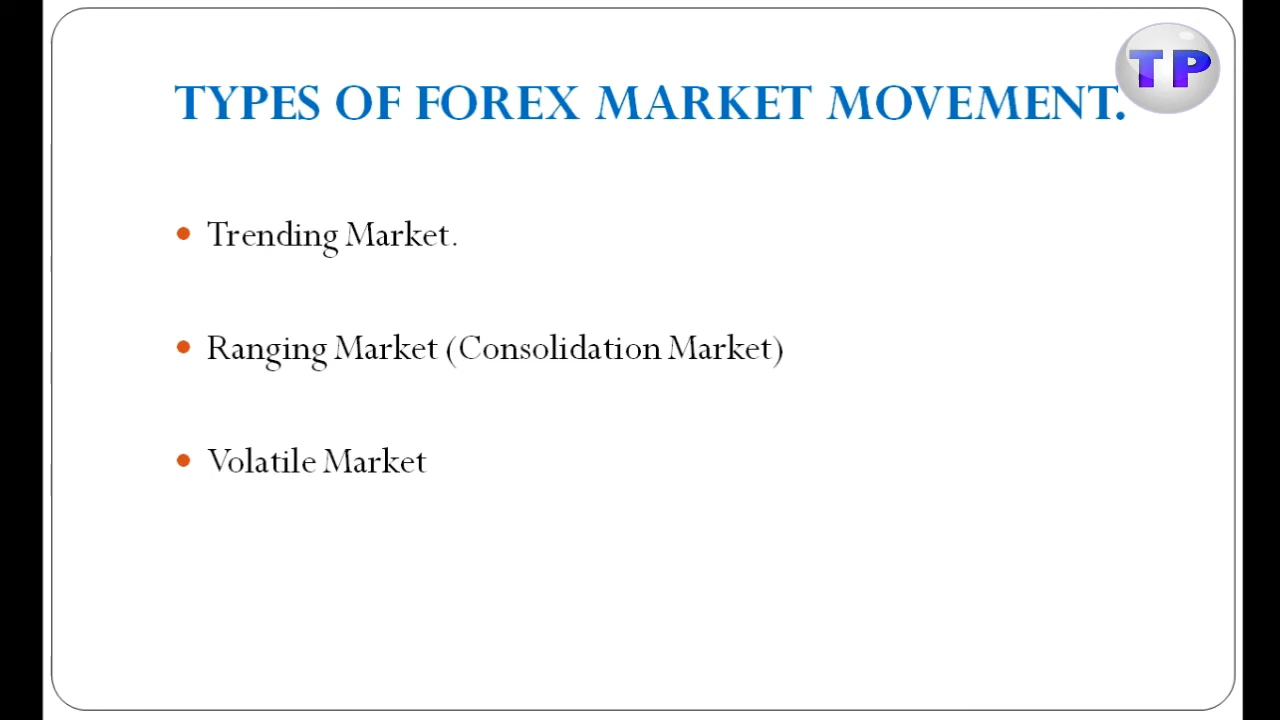 TP
TYPES OF FOREX MARKET MOVEMENT.
Trending Market.
Ranging Market (Consolidation Market)
Volatile Market